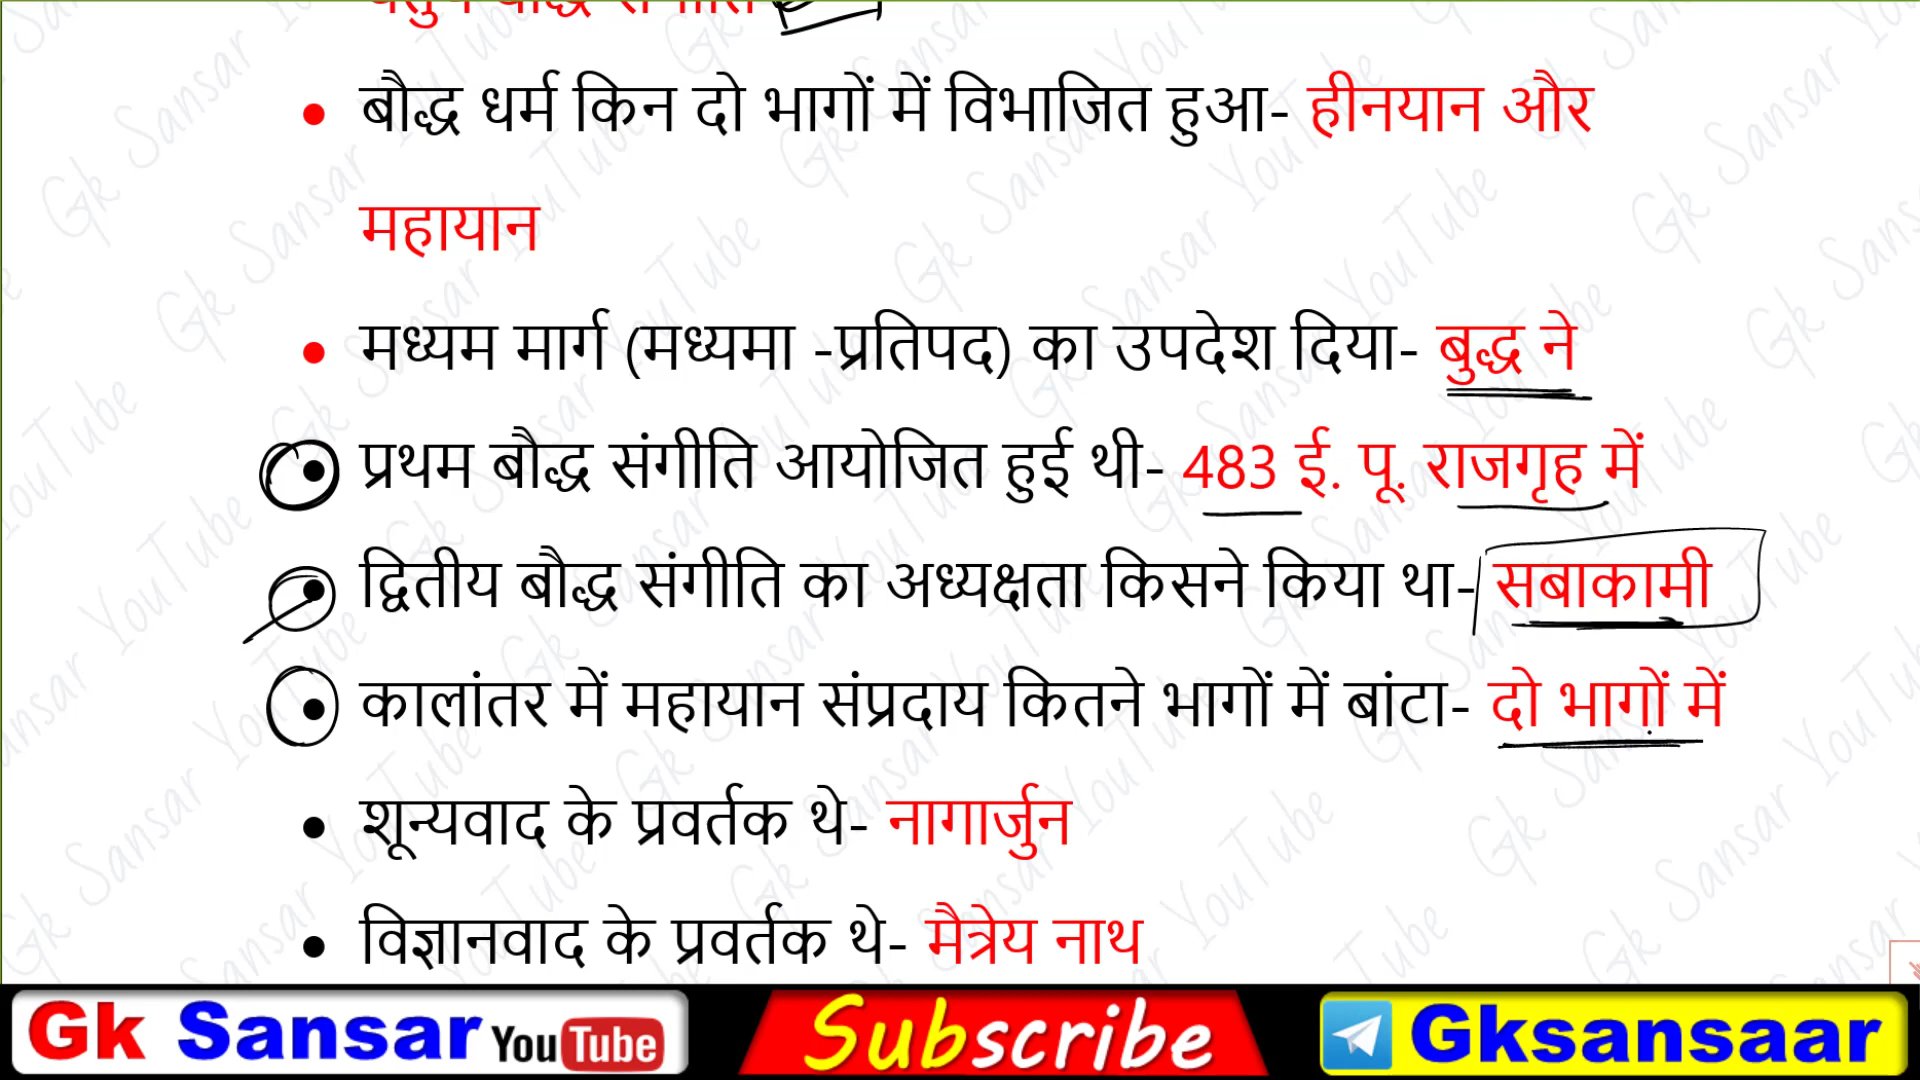 बौद्ध धर्म किन दो भागों में विभाजित हुआ- हीनयान और
महायान
मध्यम मार्ग (मध्यमा -प्रतिपद) का उपदेश दिया- बुद्ध ने
प्रथम बौद्ध संगीति आयोजित हुई थी- 483 ई. पू. राजगृह में
द्वितीय बौद्ध संगीति का अध्यक्षता किसने किया था- सबाकामी
कालांतर में महायान संप्रदाय कितने भागों में बांटा- दो भागों में
शून्यवाद के प्रवर्तक थे- नागार्जुन
विज्ञानवाद के प्रवर्तक थे- मैत्रेय नाथ
Gk Sansar YouTube Subscribe Gksansaar